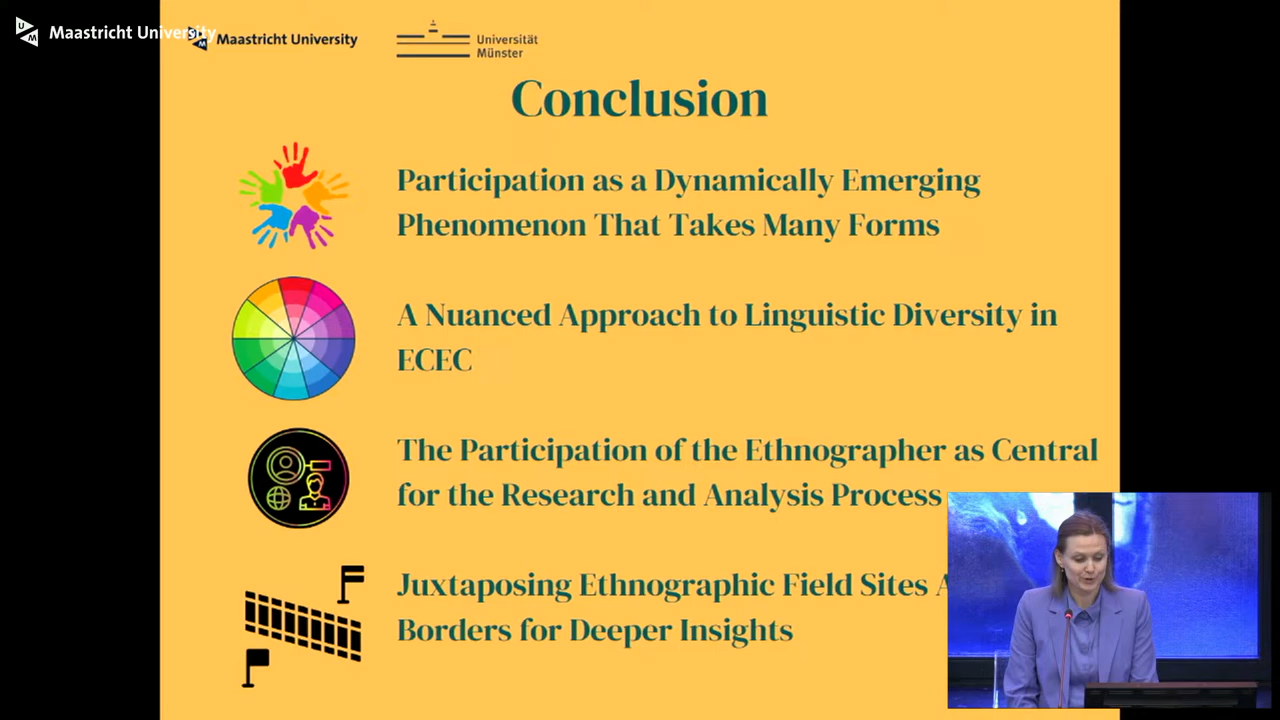 Maastricht University
Maastricht University
Universität
Münster
Conclusion
Participation as a Dynamically Emerging
Phenomenon That Takes Many Forms
A Nuanced Approach to Linguistic Diversity in
ECEC
The Participation of the Ethnographer as Central
for the Research and Analysis Process
Juxtaposing Ethnographic Field Sites
Borders for Deeper Insights